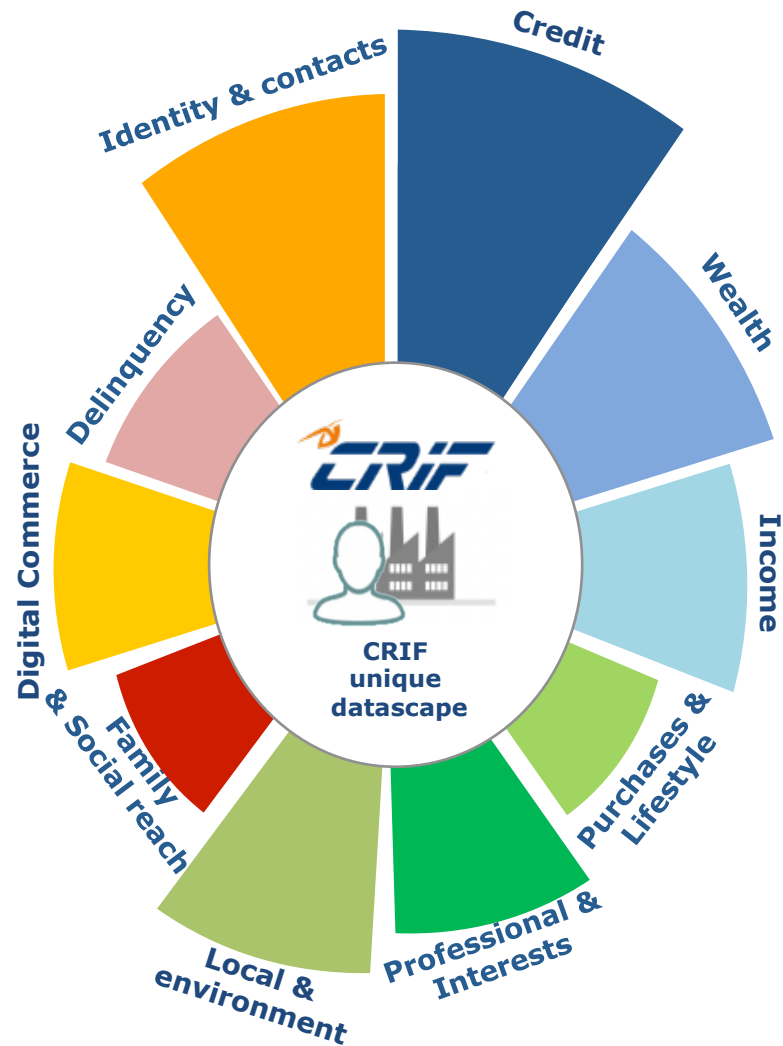 Credit
Wealth
Income
Purchases &
Lifestyle
Professional &
Interests
Local &
environment
Family
& Social reach
Digital Commerce
Delinquency
Identity & contacts
CRIF
CRIF
unique
datascape